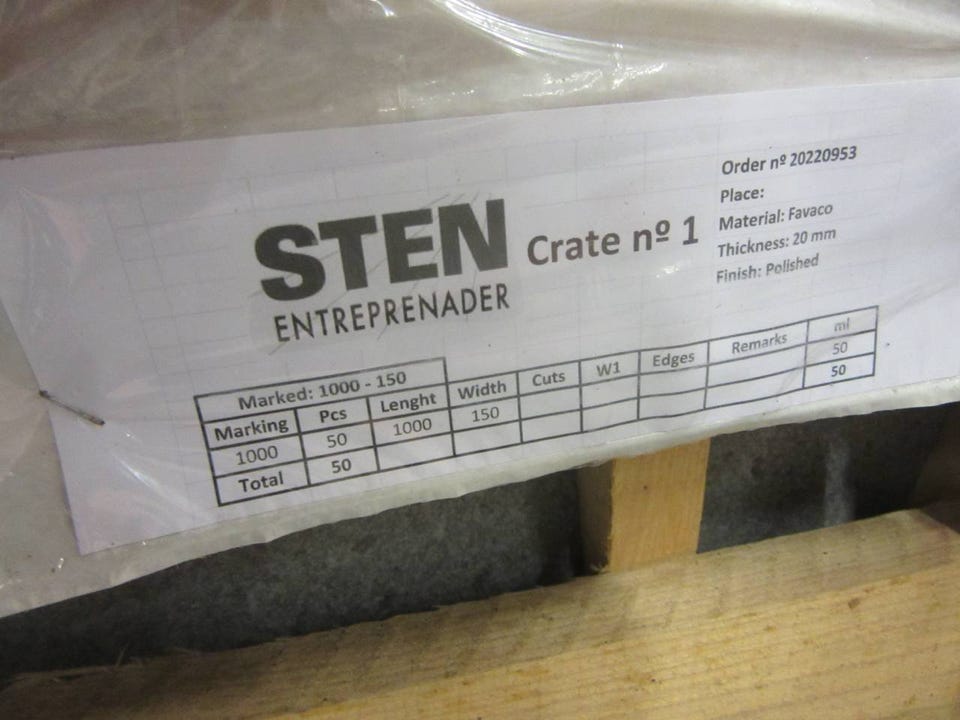 STEN
ENTREPRENADER
Crate nº 1
Order nº 20220953
Place:
Material: Favaco
Thickness: 20 mm
Finish: Polished
Marked: 1000 - 150
Marking Pcs Lenght Width Cuts W1 Edges Remarks ml
1000 50 1000 150 50
Total 50 50